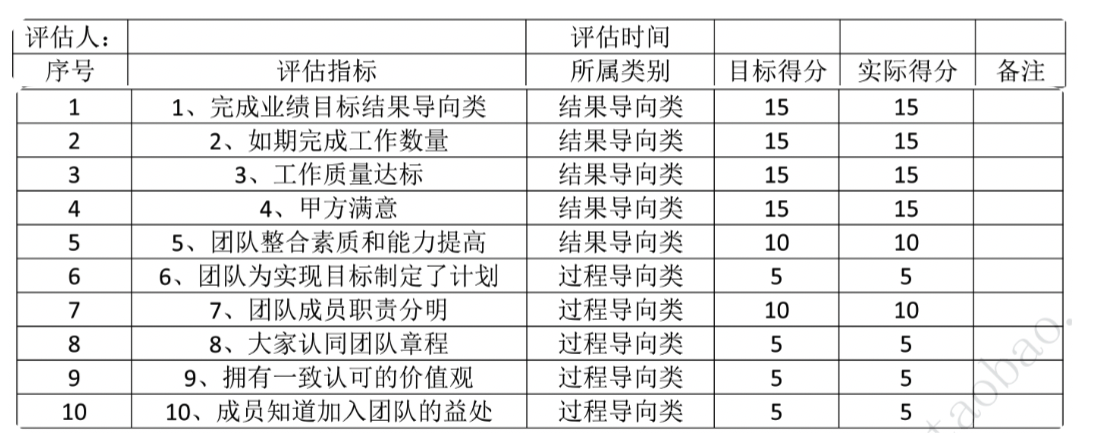 评估人： 评估时间
序号 评估指标 所属类别 目标得分 实际得分 备注
1 1、完成业绩目标结果导向类 结果导向类 15 15
2 2、如期完成工作数量 结果导向类 15 15
3 3、工作质量达标 结果导向类 15 15
4 4、甲方满意 结果导向类 15 15
5 5、团队整合素质和能力提高 结果导向类 10 10
6 6、团队为实现目标制定了计划 过程导向类 5 5
7 7、团队成员职责分明 过程导向类 10 10
8 8、大家认同团队章程 过程导向类 5 5
9 9、拥有一致认可的价值观 过程导向类 5 5
10 10、成员知道加入团队的益处 过程导向类 5 5
taobao.